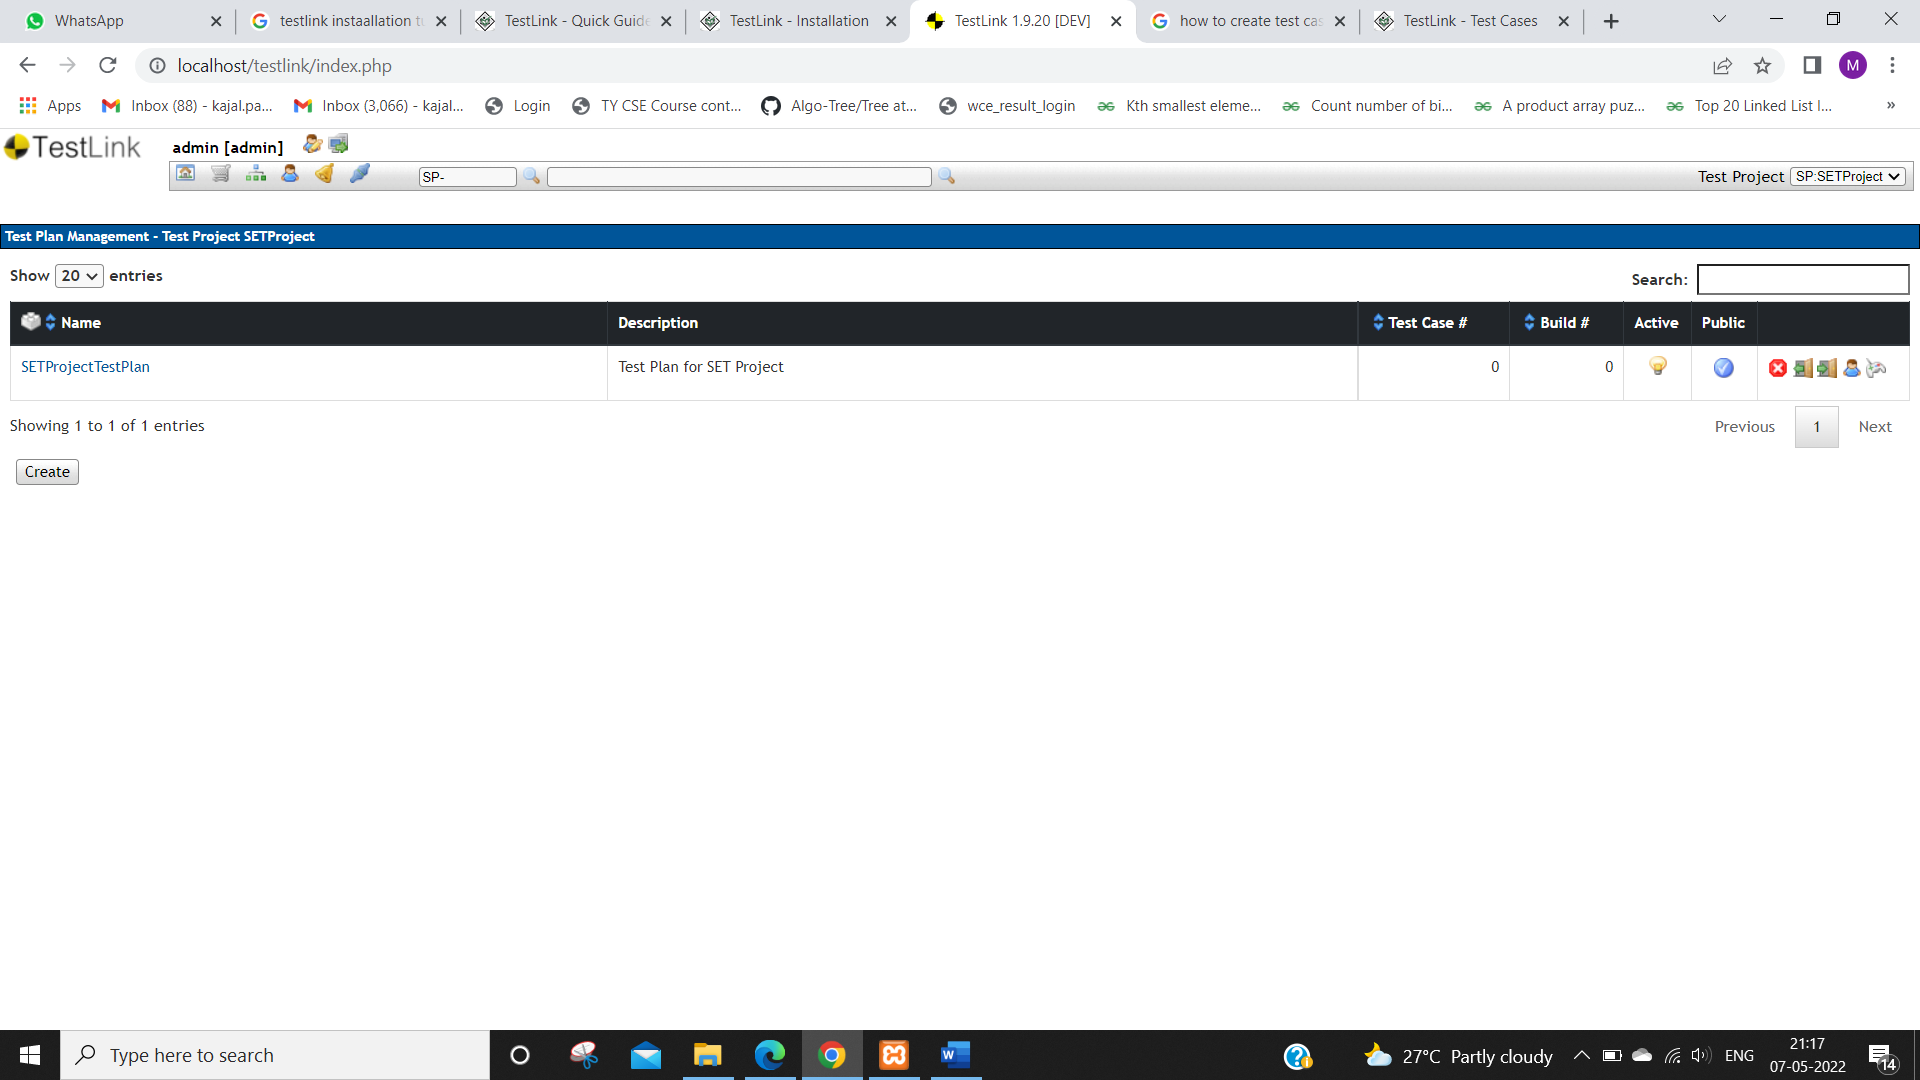 WhatsApp
testlink instaallation tu
TestLink - Quick Guide
TestLink - Installation
TestLink 1.9.20 [DEV]
how to create test cas
TestLink - Test Cases
localhost/testlink/index.php
M
Apps
Inbox (88) - kajal.pa...
Inbox (3,066) - kajal...
Login
TY CSE Course cont...
Algo-Tree/Tree at...
wce_result_login
Kth smallest eleme...
Count number of bi...
A product array puz...
Top 20 Linked List I...
»
TestLink
admin [admin]
SP-
Test Project SP:SETProject
Test Plan Management - Test Project SETProject
Show 20 entries
Search:
Name Description Test Case # Build # Active Public
SETProjectTestPlan Test Plan for SET Project 0 0
Showing 1 to 1 of 1 entries
Previous 1 Next
Create
Type here to search
27°C Partly cloudy
ENG
21:17
07-05-2022
14